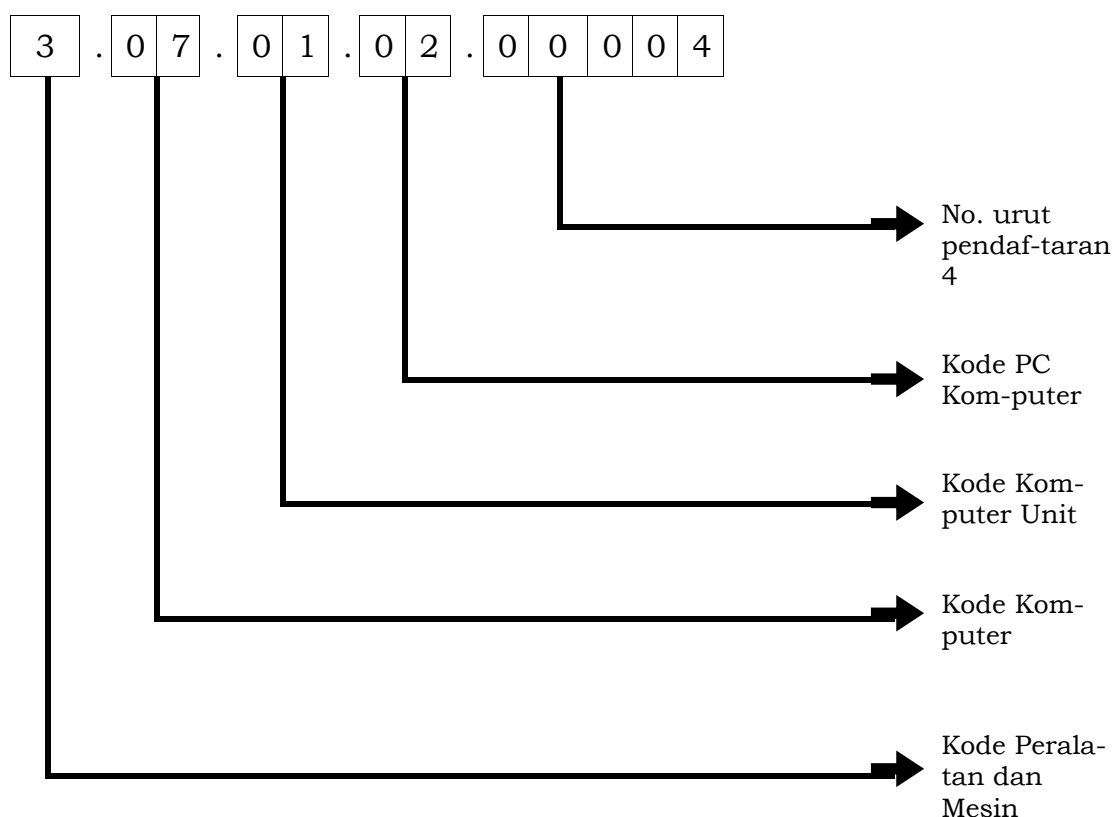 3 . 0 7 . 0 1 . 0 2 . 0 0 0 0 4
No. urut
pendaf-taran
4
Kode PC
Kom-puter
Kode Kom-
puter Unit
Kode Kom-
puter
Kode Perala-
tan dan
Mesin